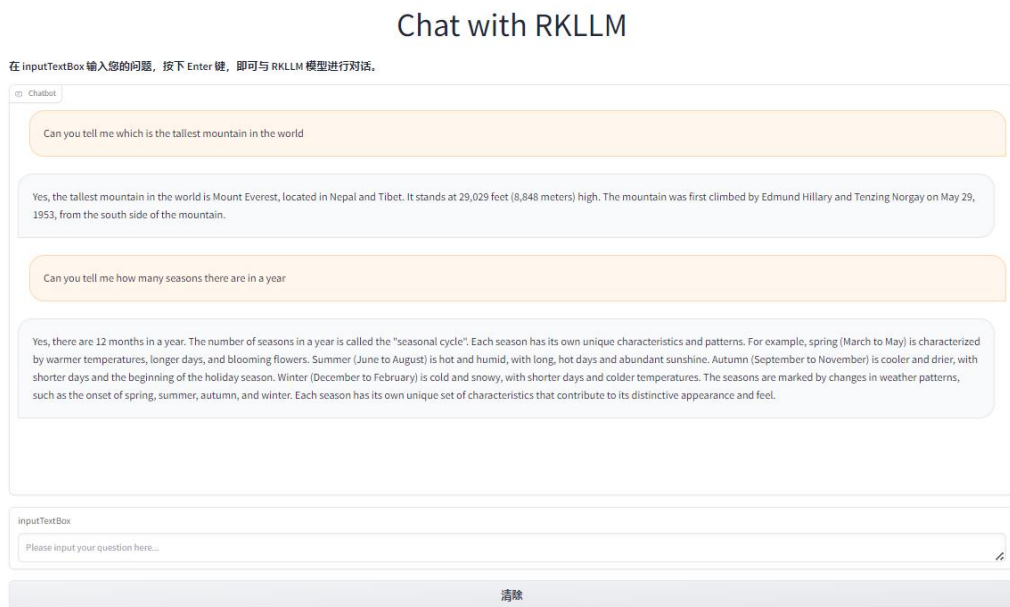 Chat with RKLLM
在 inputTextBox 输入您的问题，按下 Enter 键，即可与 RKLLM 模型进行对话。
Chatbot
Can you tell me which is the tallest mountain in the world
Yes, the tallest mountain in the world is Mount Everest, located in Nepal and Tibet. It stands at 29,029 feet (8,848 meters) high. The mountain was first climbed by Edmund Hillary and Tenzing Norgay on May 29,
1953, from the south side of the mountain.
Can you tell me how many seasons there are in a year
Yes, there are 12 months in a year. The number of seasons in a year is called the "seasonal cycle". Each season has its own unique characteristics and patterns. For example, spring (March to May) is characterized
by warmer temperatures, longer days, and blooming flowers. Summer (June to August) is hot and humid, with long, hot days and abundant sunshine. Autumn (September to November) is cooler and drier, with
shorter days and the beginning of the holiday season. Winter (December to February) is cold and snowy, with shorter days and colder temperatures. The seasons are marked by changes in weather patterns,
such as the onset of spring, summer, autumn, and winter. Each season has its own unique set of characteristics that contribute to its distinctive appearance and feel.
inputTextBox
Please input your question here...
清除